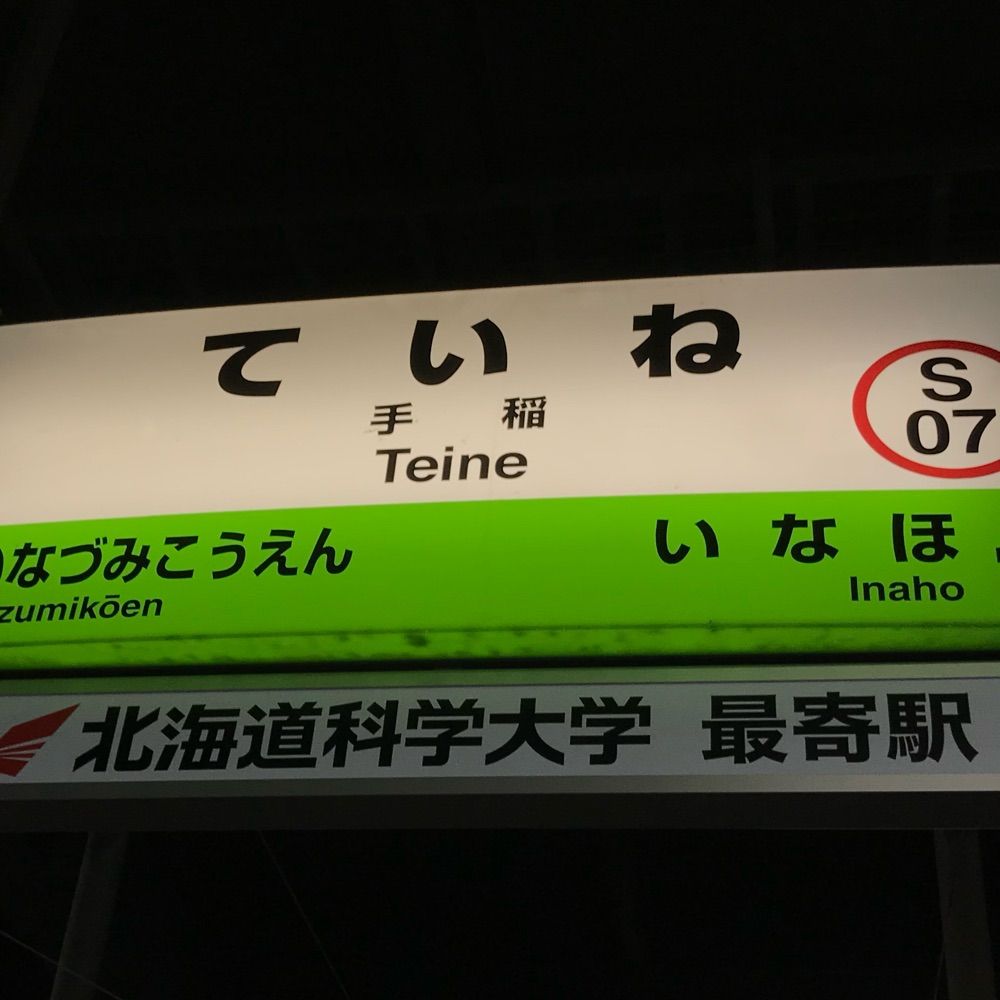 ていね
手稲
Teine
S
07
なづみこうえん
zumikōen
いなほ
Inaho
北海道科学大学 最寄駅